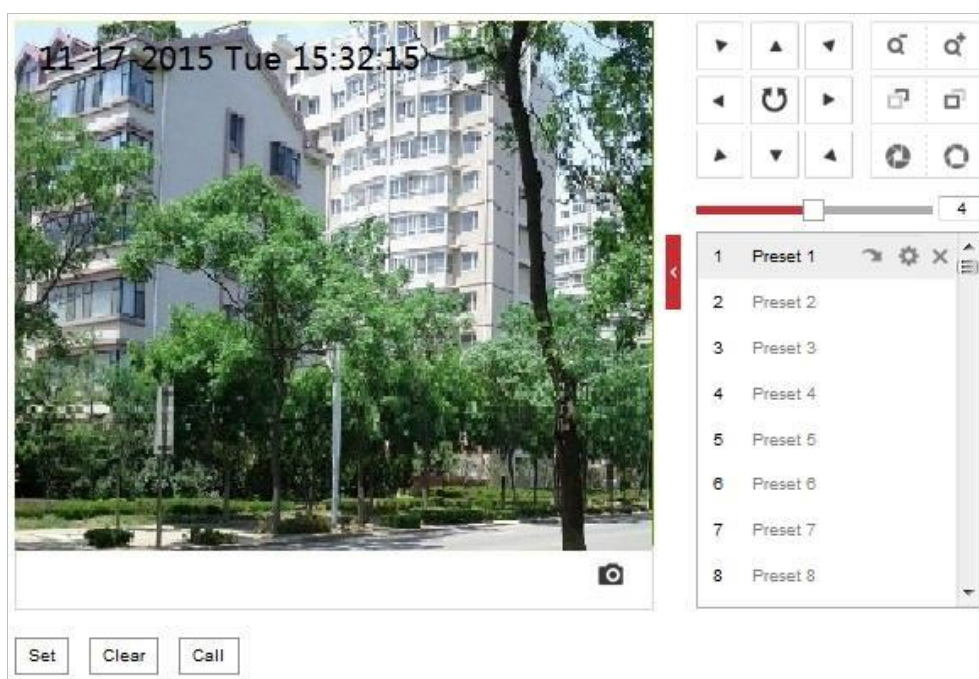 11-17-2015 Tue 15:32:15
4
1 Preset 1
2 Preset 2
3 Preset 3
4 Preset 4
5 Preset 5
6 Preset 6
7 Preset 7
8 Preset 8
Set Clear Call